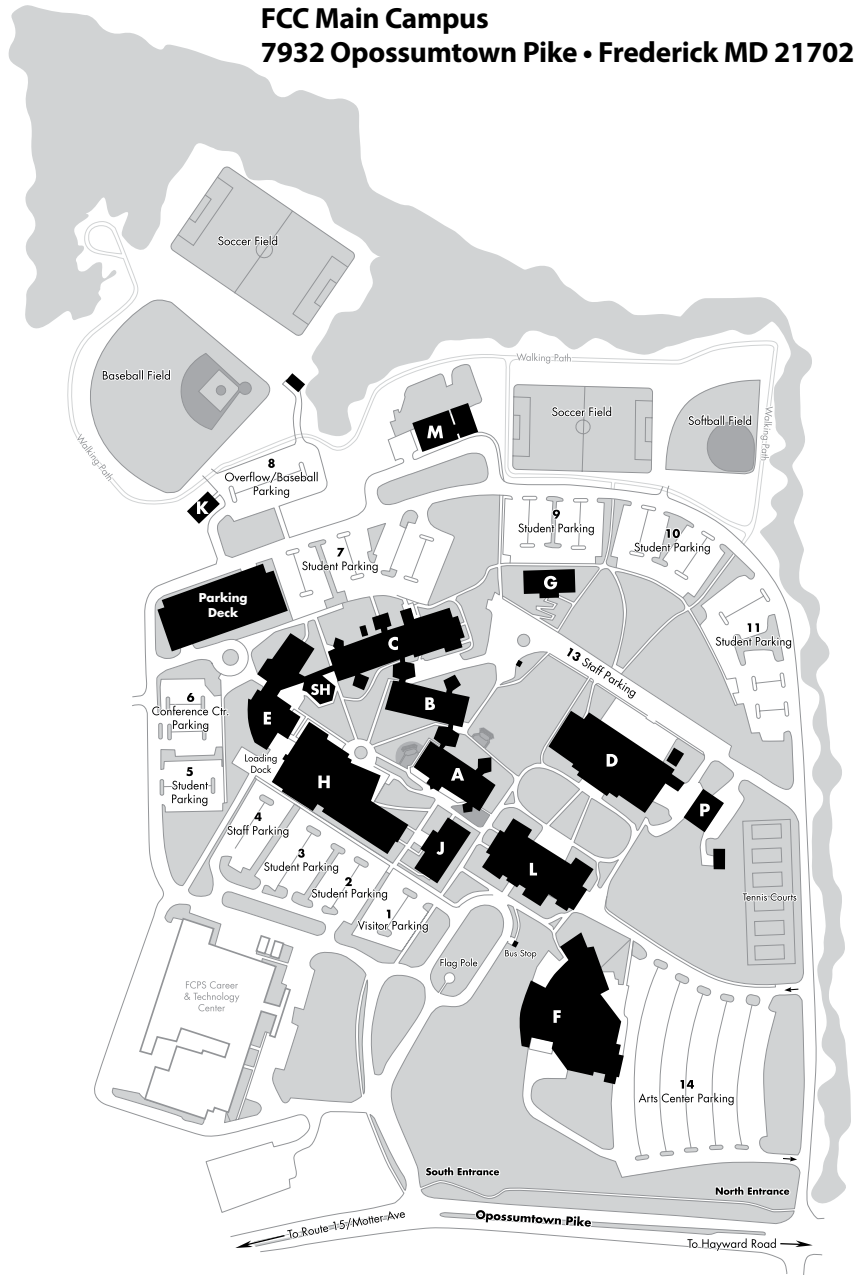 FCC Main Campus
7932 Opossumtown Pike • Frederick MD 21702
Soccer Field
Walking Path
Baseball Field
Soccer Field
Softball Field
M
Walking Path
Walking Path
8
Overflow/Baseball
Parking
K
9
Student Parking
10
Student Parking
7
Student Parking
G
Parking
Deck
11
Student Parking
C
13 Staff Parking
SH
B
6
Conference Ctr.
Parking
E
D
Loading
Dock
A
5
Student
Parking
H
P
4
Staff Parking
J
3
Student Parking
L
2
Student Parking
Tennis Courts
1
Visitor Parking
Bus Stop
Flag Pole
FCPS Career
& Technology
Center
F
14
Arts Center Parking
South Entrance
North Entrance
Opossumtown Pike
To Route 15/Motter Ave
To Hayward Road